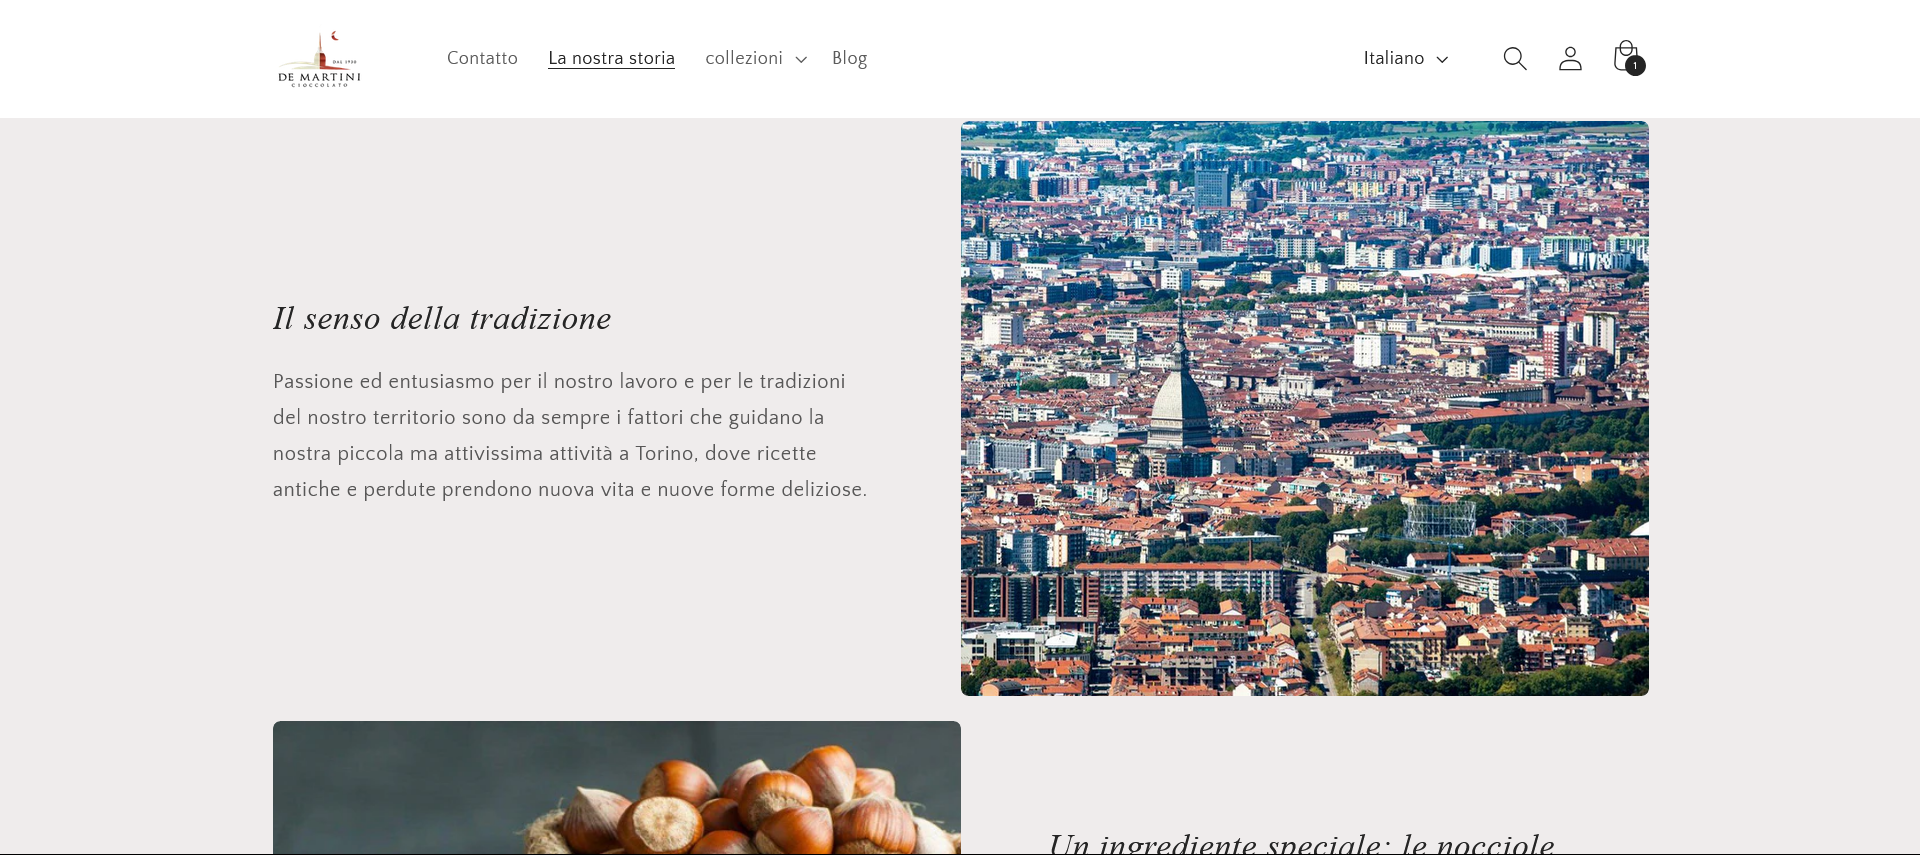 DAL 1930
DE MARTINI
CIOCCOLATO
Contatto
La nostra storia
collezioni
Blog
Italiano
1
Il senso della tradizione
Passione ed entusiasmo per il nostro lavoro e per le tradizioni
del nostro territorio sono da sempre i fattori che guidano la
nostra piccola ma attivissima attività a Torino, dove ricette
antiche e perdute prendono nuova vita e nuove forme deliziose.
Un ingrediente speciale: le nocciole